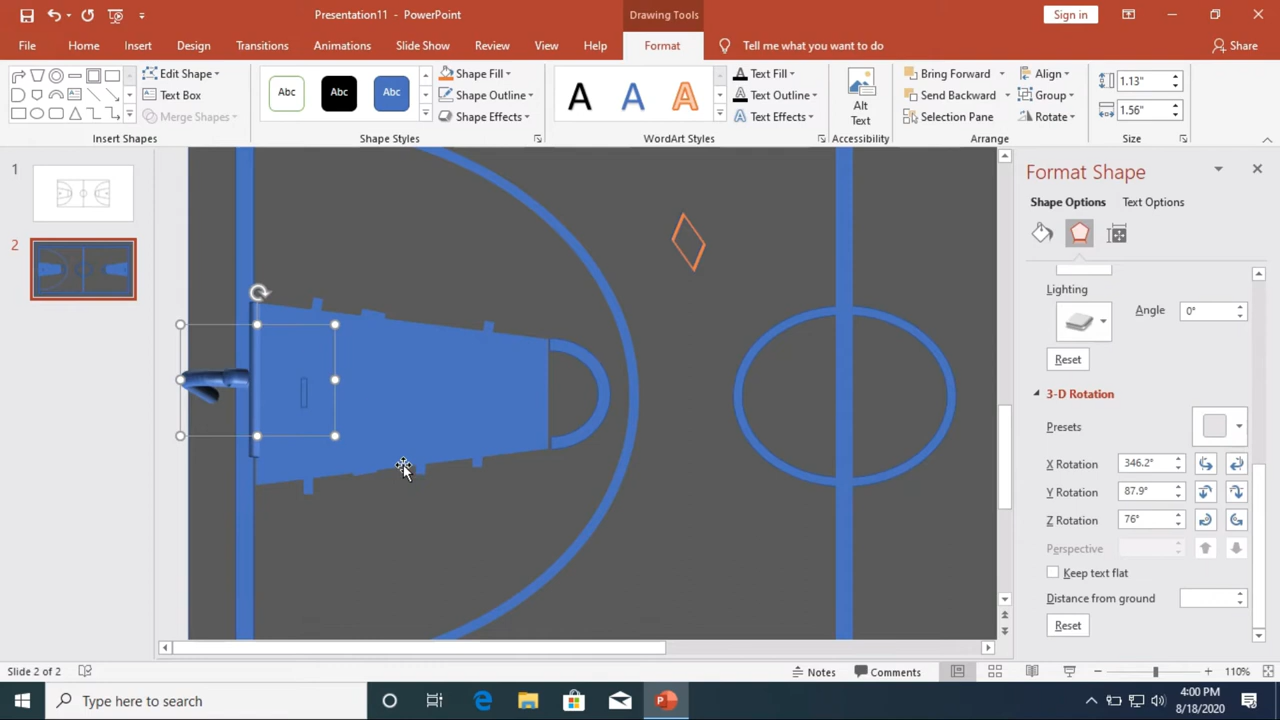 Presentation11 - PowerPoint
Drawing Tools
Sign in
File Home Insert Design Transitions Animations Slide Show Review View Help Format Tell me what you want to do Share
Edit Shape
Text Box
Merge Shapes
Insert Shapes
Abc Abc Abc
Shape Fill
Shape Outline
Shape Effects
Shape Styles
A A A
Text Fill
Text Outline
Text Effects
WordArt Styles
Alt
Text
Accessibility
Bring Forward
Send Backward
Selection Pane
Align
Group
Rotate
Arrange
1.13"
1.56"
Size
1
2
Format Shape
Shape Options Text Options
Lighting
Angle 0°
Reset
3-D Rotation
Presets
X Rotation 346.2°
Y Rotation 87.9°
Z Rotation 76°
Perspective
Keep text flat
Distance from ground
Reset
Slide 2 of 2
Notes Comments
110%
Type here to search
4:00 PM
8/18/2020